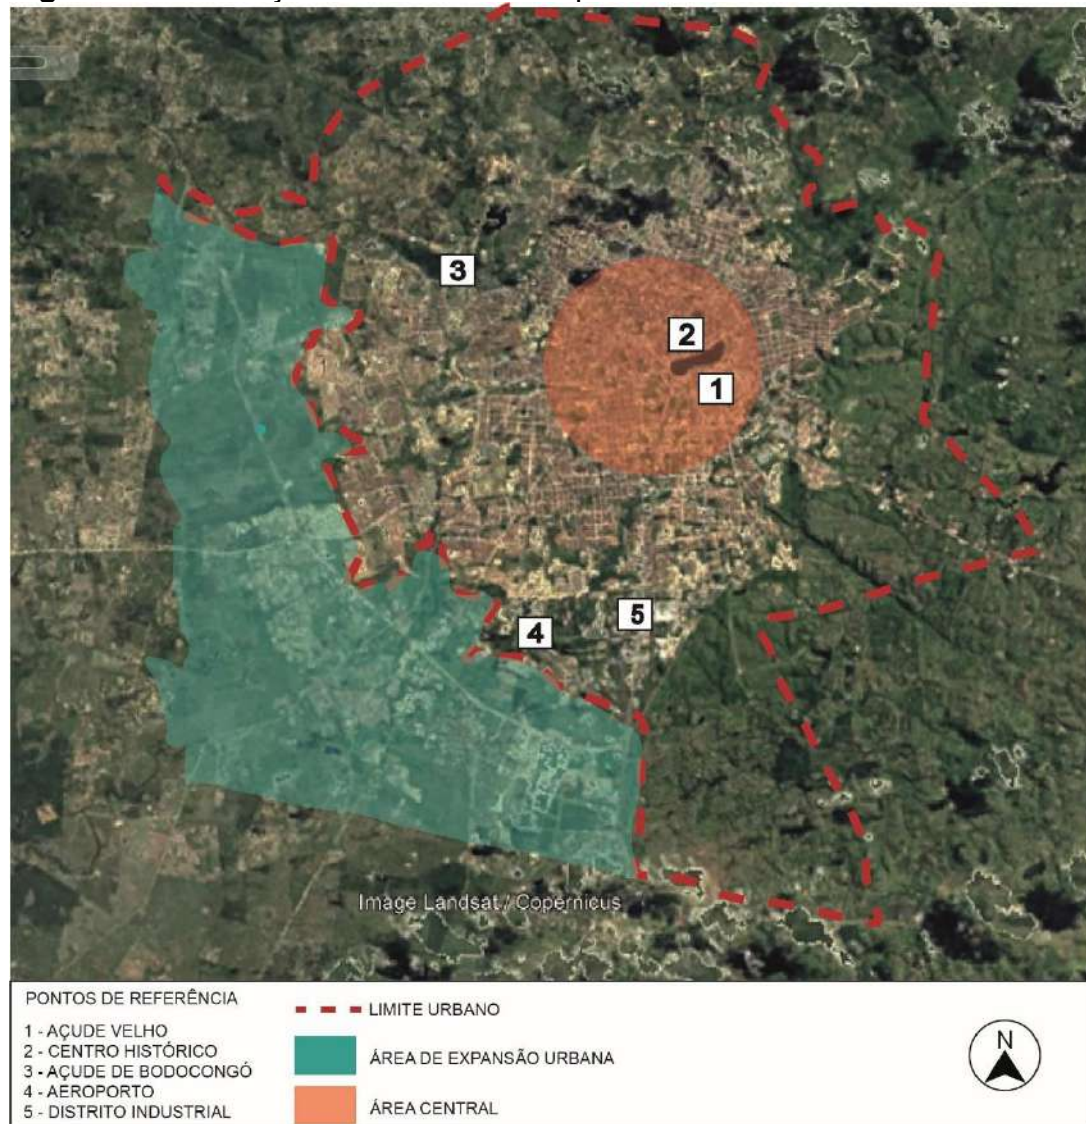 3
2
1
5
4
Image Landsat / Copernicus
PONTOS DE REFERÊNCIA
1 - AÇUDE VELHO
2 - CENTRO HISTÓRICO
3 - AÇUDE DE BODOCONGÓ
4 - AEROPORTO
5 - DISTRITO INDUSTRIAL
LIMITE URBANO
ÁREA DE EXPANSÃO URBANA
ÁREA CENTRAL
N